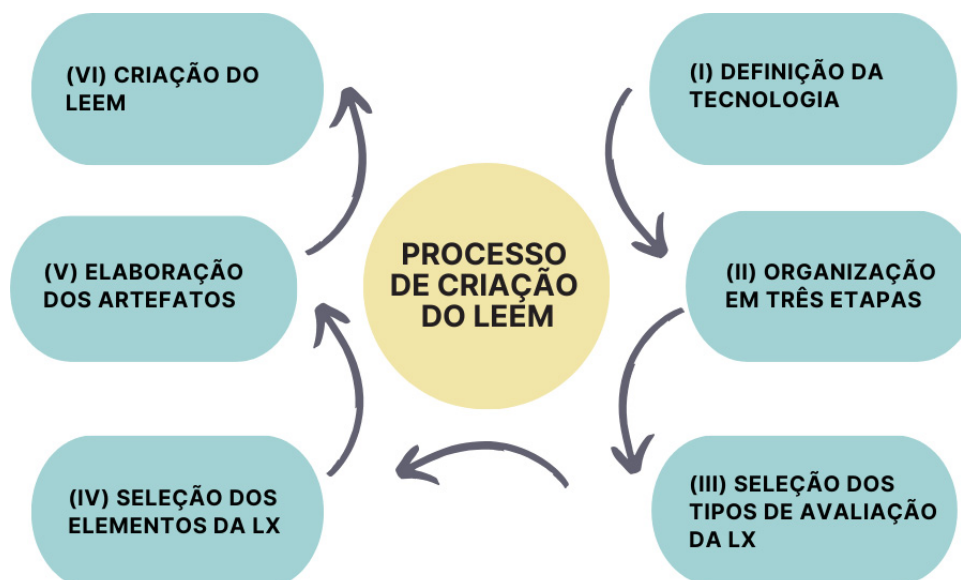 PROCESSO
DE CRIAÇÃO
DO LEEM
(I) DEFINIÇÃO DA
TECNOLOGIA
(II) ORGANIZAÇÃO
EM TRÊS ETAPAS
(III) SELEÇÃO DOS
TIPOS DE AVALIAÇÃO
DA LX
(IV) SELEÇÃO DOS
ELEMENTOS DA LX
(V) ELABORAÇÃO
DOS ARTEFATOS
(VI) CRIAÇÃO DO
LEEM